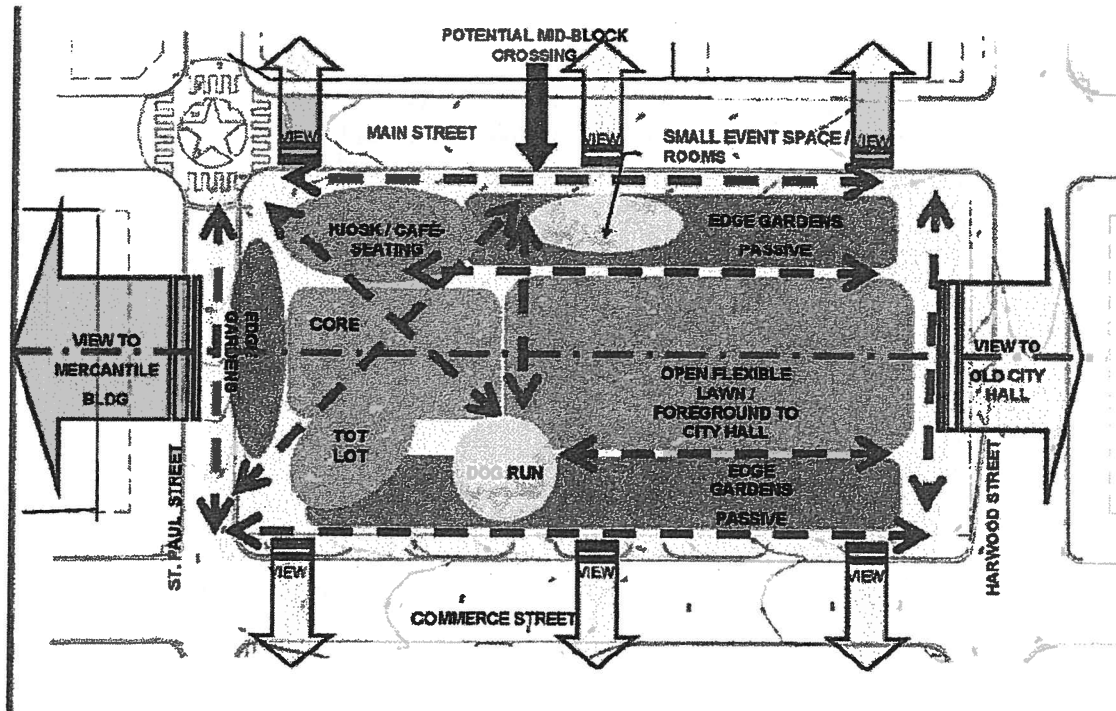 POTENTIAL MID-BLOCK
CROSSING
VIEW
MAIN STREET
VIEW
SMALL EVENT SPACE /
ROOMS
VIEW
KIOSK / CAFE
SEATING
EDGE GARDENS
PASSIVE
EDGE
GARDENS
CORE
VIEW TO
MERCANTILE
BLDG
OPEN FLEXIBLE
LAWN /
FOREGROUND TO
CITY HALL
VIEW TO
OLD CITY
HALL
TOT
LOT
DOG RUN
EDGE
GARDENS
PASSIVE
ST. PAUL STREET
HARWOOD STREET
VIEW
VIEW
VIEW
COMMERCE STREET